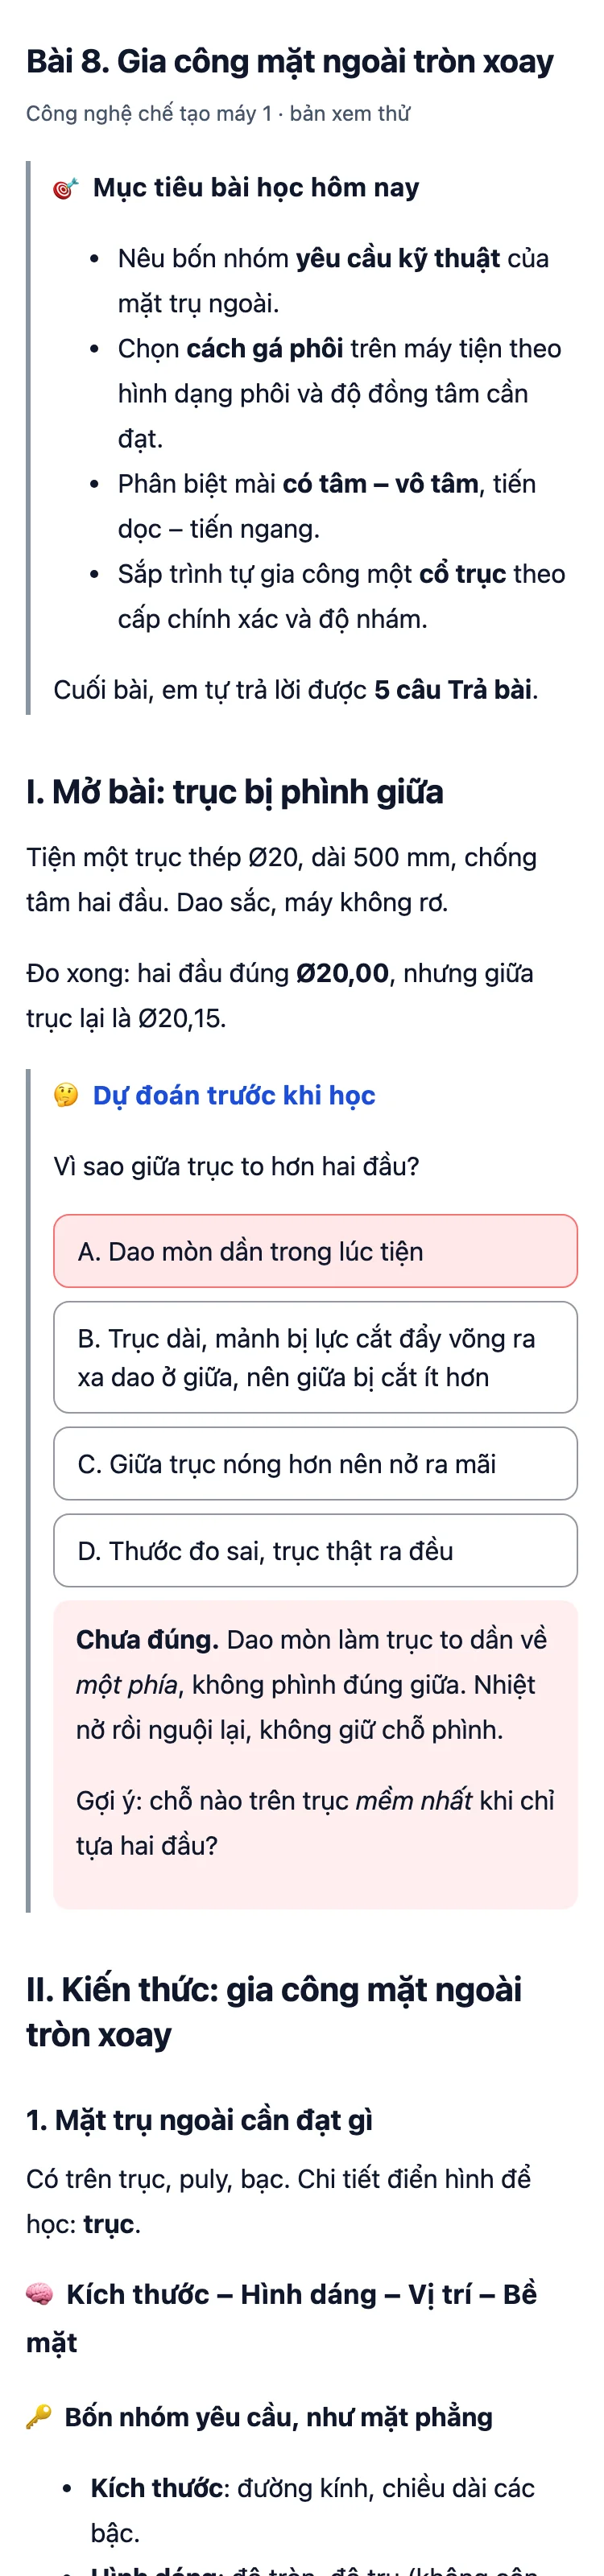 Bài 8. Gia công mặt ngoài tròn xoay
Công nghệ chế tạo máy 1 · bản xem thử
🎯 Mục tiêu bài học hôm nay
• Nêu bốn nhóm yêu cầu kỹ thuật của
mặt trụ ngoài.
• Chọn cách gá phôi trên máy tiện theo
hình dạng phôi và độ đồng tâm cần
đạt.
• Phân biệt mài có tâm – vô tâm, tiến
dọc – tiến ngang.
• Sắp trình tự gia công một cổ trục theo
cấp chính xác và độ nhám.
Cuối bài, em tự trả lời được 5 câu Trả bài.
I. Mở bài: trục bị phình giữa
Tiện một trục thép Ø20, dài 500 mm, chống
tâm hai đầu. Dao sắc, máy không rơ.
Đo xong: hai đầu đúng Ø20,00, nhưng giữa
trục lại là Ø20,15.
🤔 Dự đoán trước khi học
Vì sao giữa trục to hơn hai đầu?
A. Dao mòn dần trong lúc tiện
B. Trục dài, mảnh bị lực cắt đẩy võng ra
xa dao ở giữa, nên giữa bị cắt ít hơn
C. Giữa trục nóng hơn nên nở ra mãi
D. Thước đo sai, trục thật ra đều
Chưa đúng. Dao mòn làm trục to dần về
một phía, không phình đúng giữa. Nhiệt
nở rồi nguội lại, không giữ chỗ phình.
Gợi ý: chỗ nào trên trục mềm nhất khi chỉ
tựa hai đầu?
II. Kiến thức: gia công mặt ngoài
tròn xoay
1. Mặt trụ ngoài cần đạt gì
Có trên trục, puly, bạc. Chi tiết điển hình để
học: trục.
🧠 Kích thước – Hình dáng – Vị trí – Bề
mặt
🔑 Bốn nhóm yêu cầu, như mặt phẳng
• Kích thước: đường kính, chiều dài các
bậc.